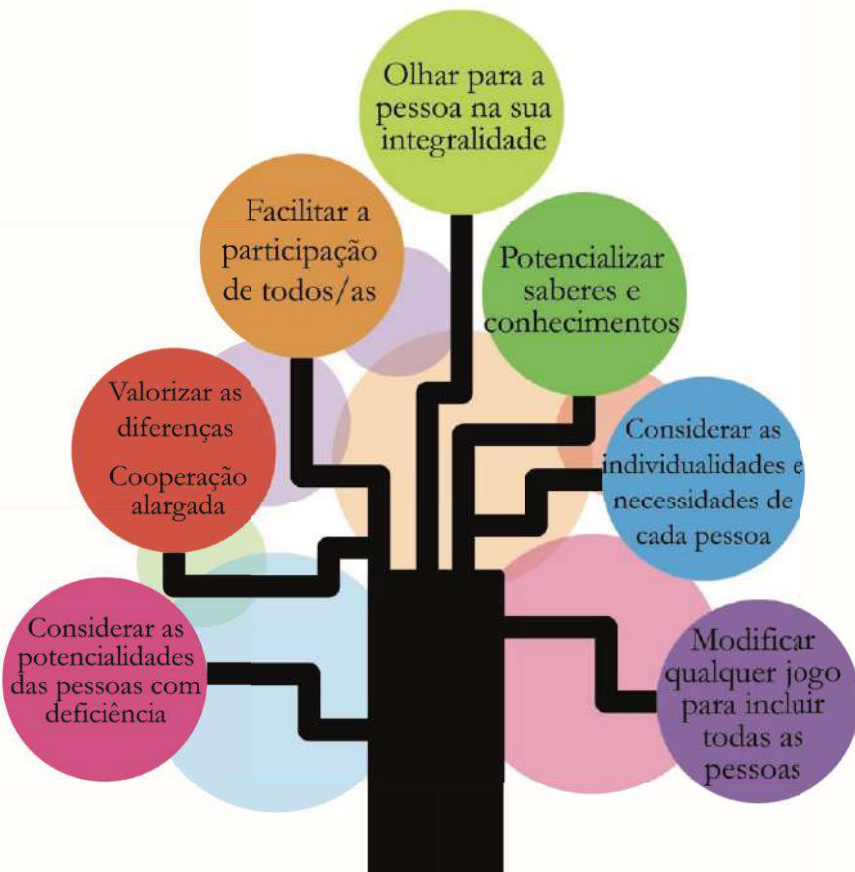 Olhar para a
pessoa na sua
integralidade
Facilitar a
participação
de todos/as
Potencializar
saberes e
conhecimentos
Valorizar as
diferenças
Cooperação
alargada
Considerar as
individualidades e
necessidades de
cada pessoa
Considerar as
potencialidades
das pessoas com
deficiência
Modificar
qualquer jogo
para incluir
todas as
pessoas